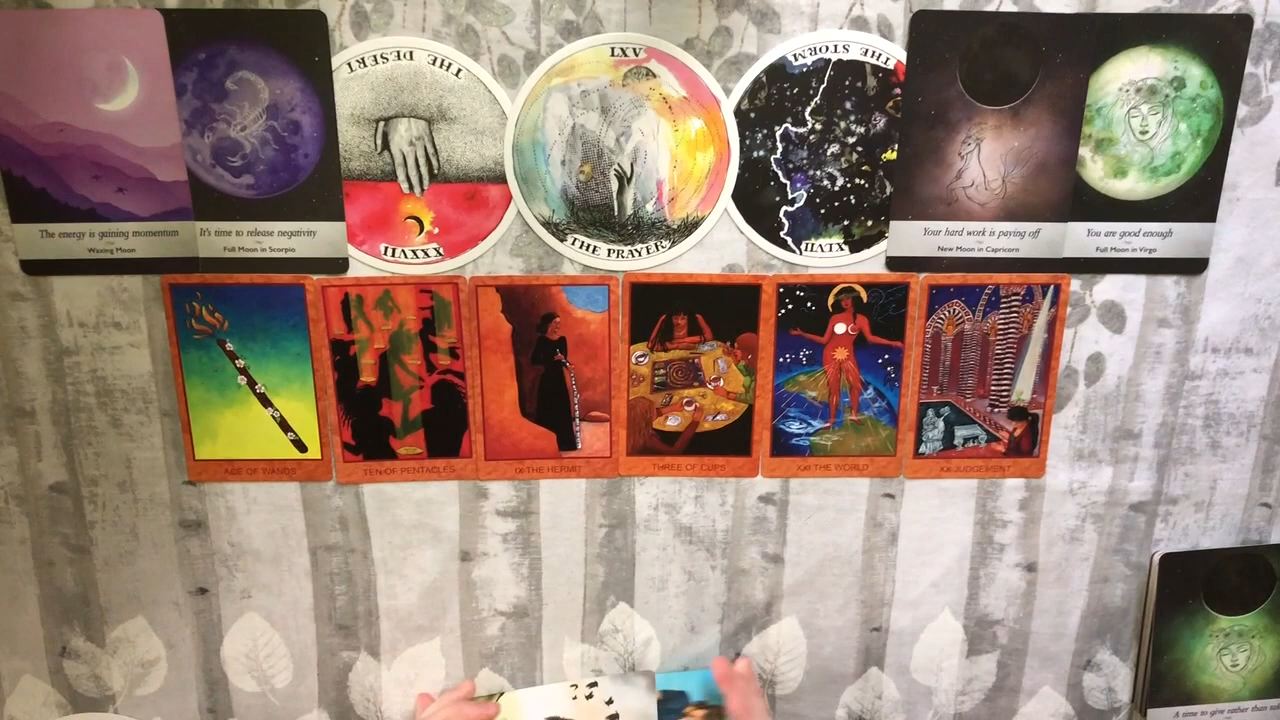 The energy is gaining momentum
Waxing Moon
It's time to release negativity
Full Moon in Scorpio
THE DESERT
XXXVIII
LXV
THE PRAYER
THE STORM
XLVII
Your hard work is paying off
New Moon in Capricorn
You are good enough
Full Moon in Virgo
ACE OF WANDS
TEN OF PENTACLES
IX THE HERMIT
THREE OF CUPS
XXI THE WORLD
XX JUDGEMENT
A time to give rather than